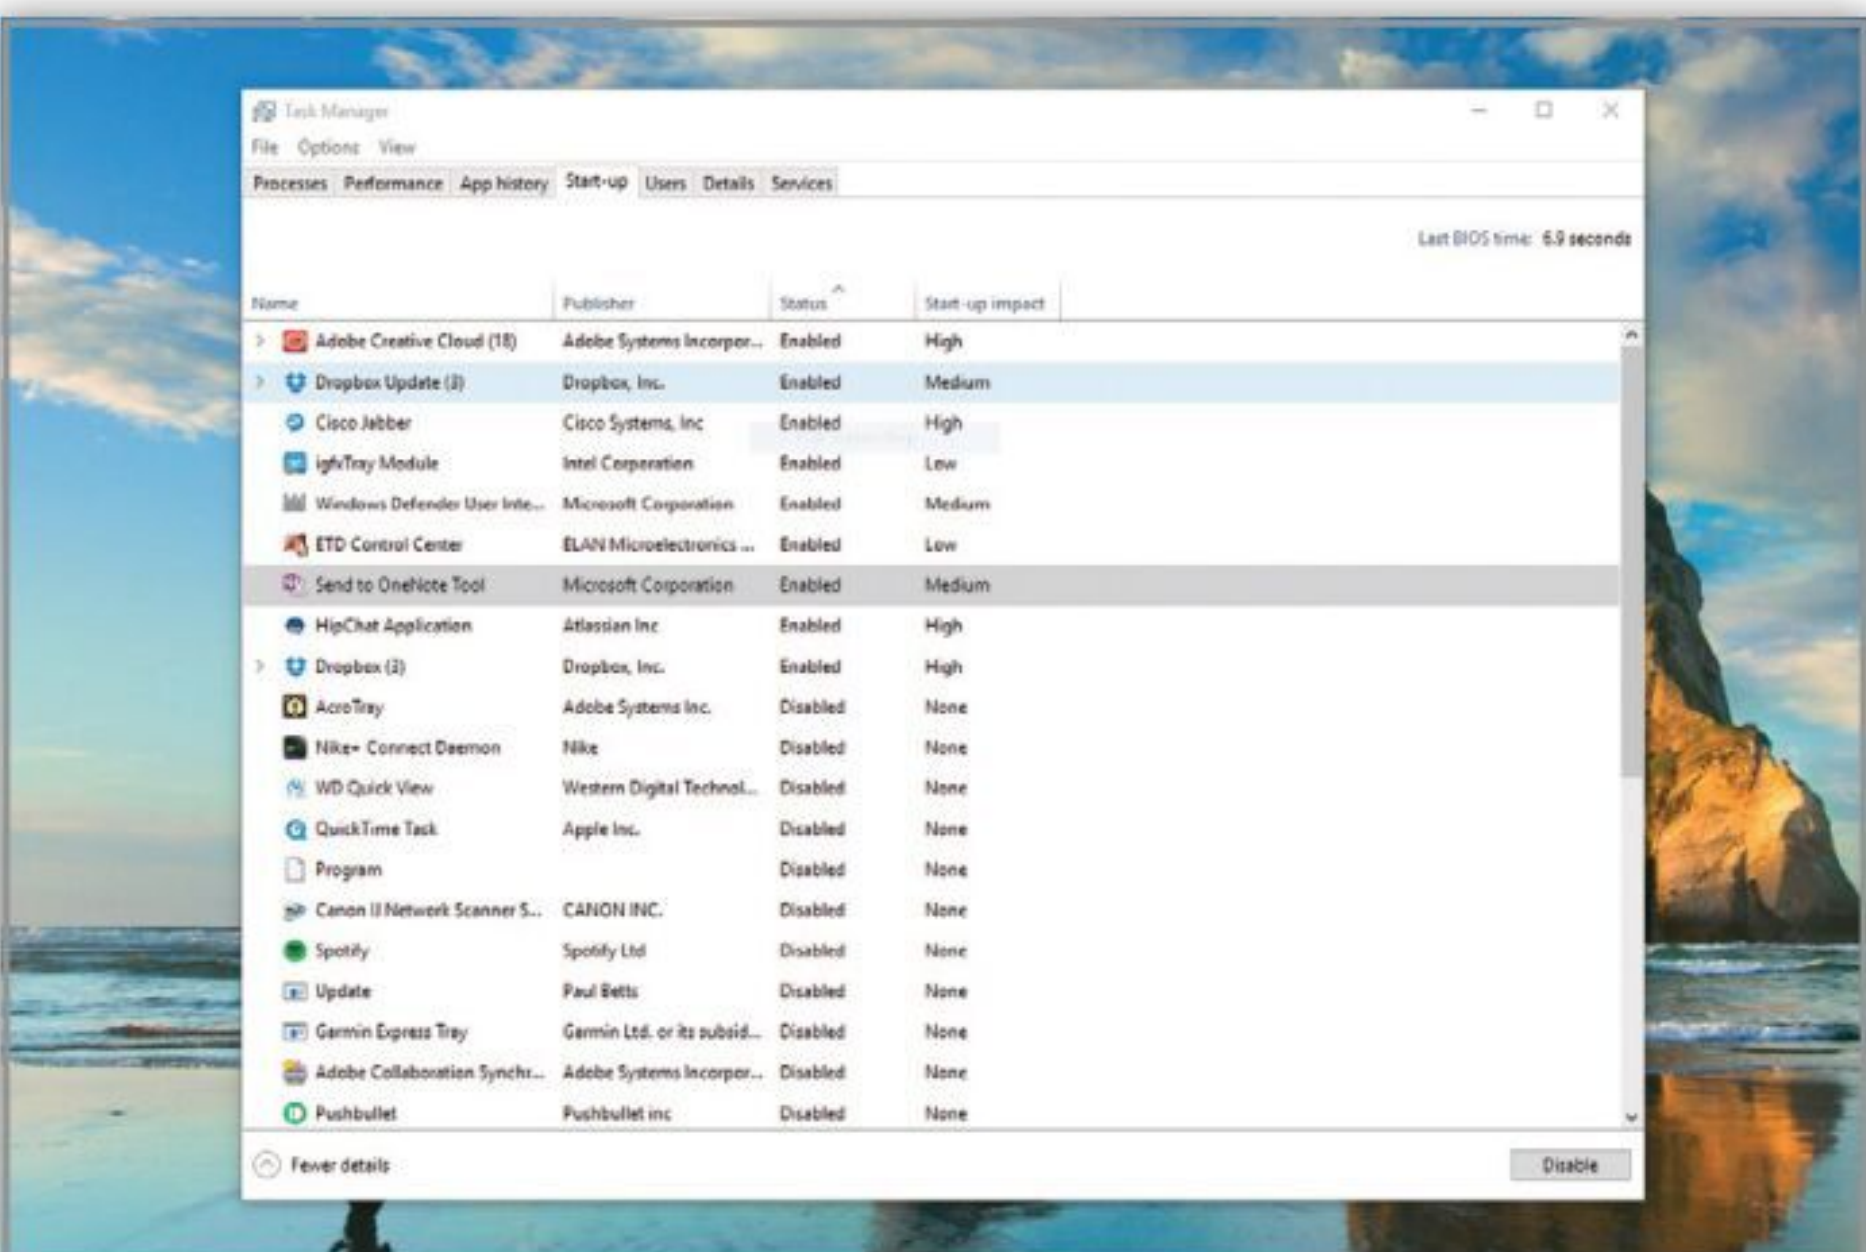 Task Manager
File Options View
Processes Performance App history Start-up Users Details Services
Last BIOS time: 6.9 seconds
Name Publisher Status Start-up impact
Adobe Creative Cloud (18) Adobe Systems Incorpor... Enabled High
Dropbox Update (3) Dropbox, Inc. Enabled Medium
Cisco Jabber Cisco Systems, Inc Enabled High
igfxTray Module Intel Corporation Enabled Low
Windows Defender User Inte... Microsoft Corporation Enabled Medium
ETD Control Center ELAN Microelectronics ... Enabled Low
Send to OneNote Tool Microsoft Corporation Enabled Medium
HipChat Application Atlassian Inc Enabled High
Dropbox (3) Dropbox, Inc. Enabled High
AcroTray Adobe Systems Inc. Disabled None
Nike+ Connect Daemon Nike Disabled None
WD Quick View Western Digital Technol... Disabled None
QuickTime Task Apple Inc. Disabled None
Program Disabled None
Canon IJ Network Scanner S... CANON INC. Disabled None
Spotify Spotify Ltd Disabled None
Update Paul Betts Disabled None
Garmin Express Tray Garmin Ltd. or its subsid... Disabled None
Adobe Collaboration Synchr... Adobe Systems Incorpor... Disabled None
Pushbullet Pushbullet inc Disabled None
Fewer details Disable